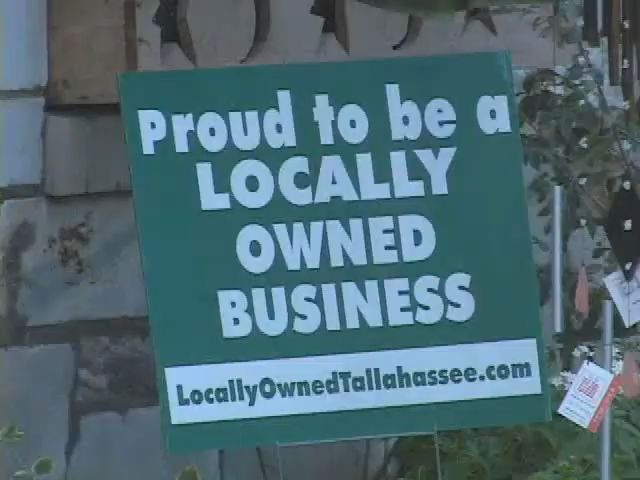 Proud to be a
LOCALLY
OWNED
BUSINESS
LocallyOwnedTallahassee.com